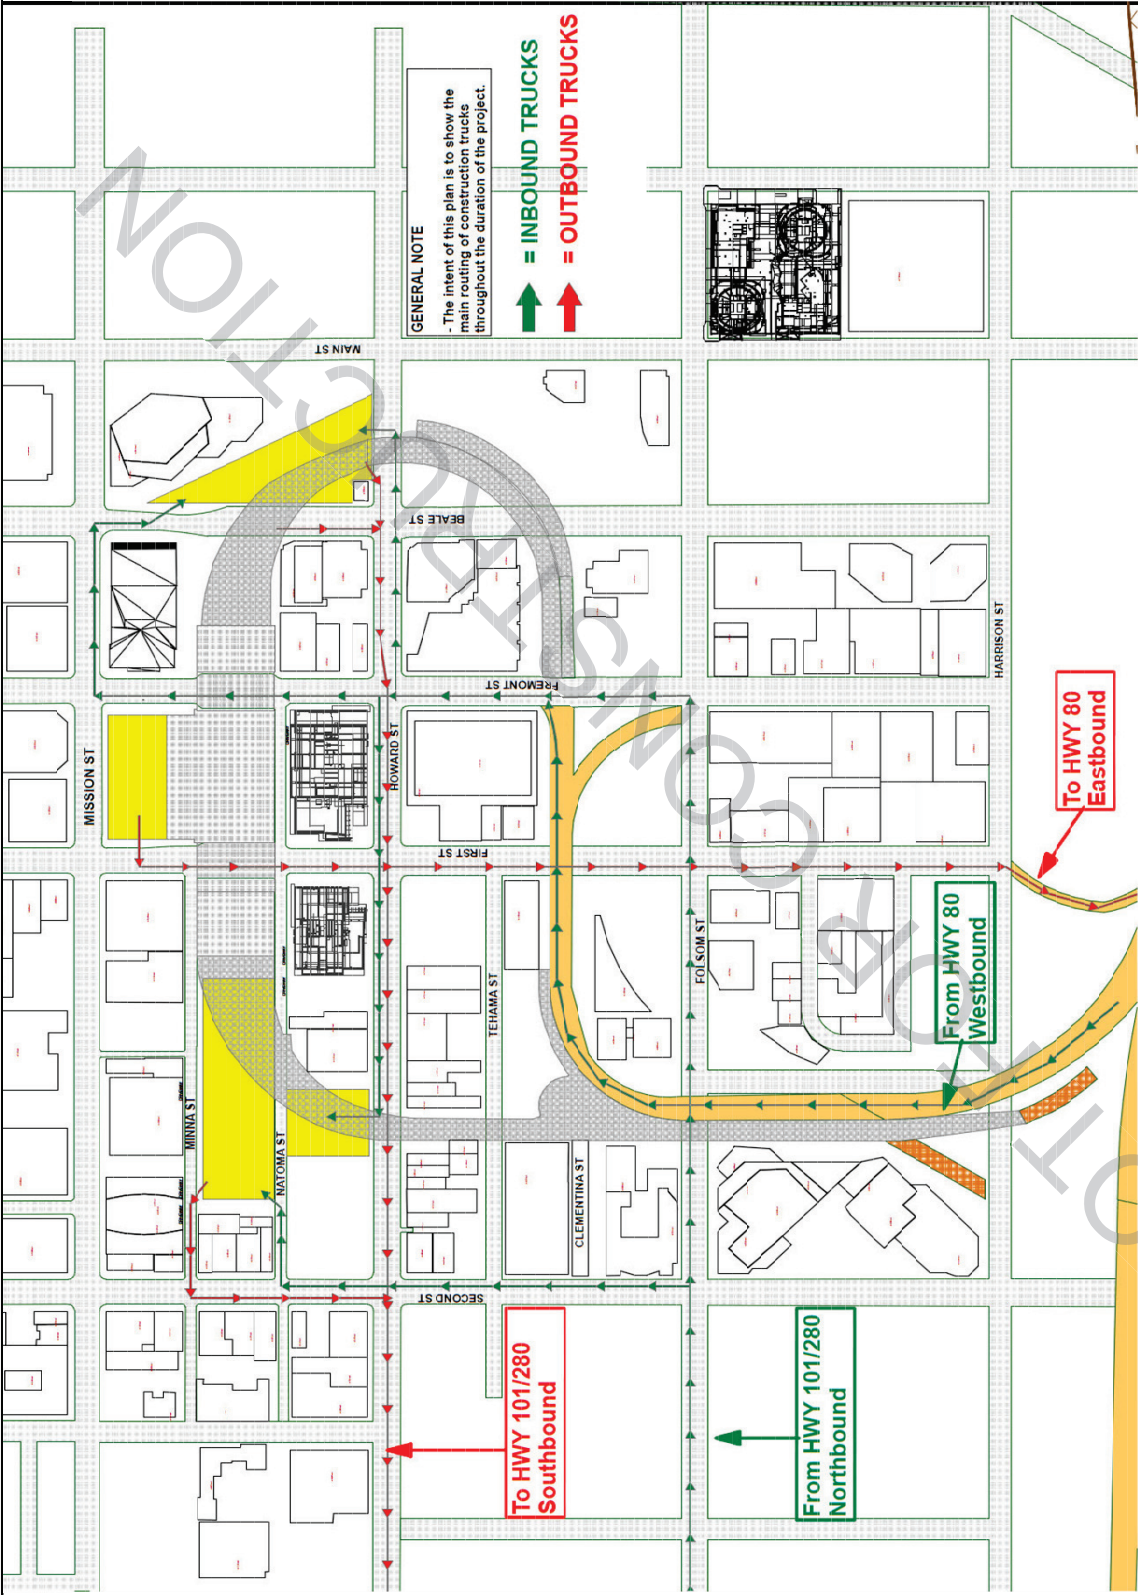 GENERAL NOTE
- The intent of this plan is to show the
main routing of construction trucks
throughout the duration of the project.
= INBOUND TRUCKS
= OUTBOUND TRUCKS
MAIN ST
BEALE ST
FREMONT ST
HARRISON ST
MISSION ST
HOWARD ST
FIRST ST
To HWY 80
Eastbound
TEHAMA ST
FOLSOM ST
From HWY 80
Westbound
MINNA ST
NATOMA ST
CLEMENTINA ST
SECOND ST
To HWY 101/280
Southbound
From HWY 101/280
Northbound
OT FOR CONSTRUCTION